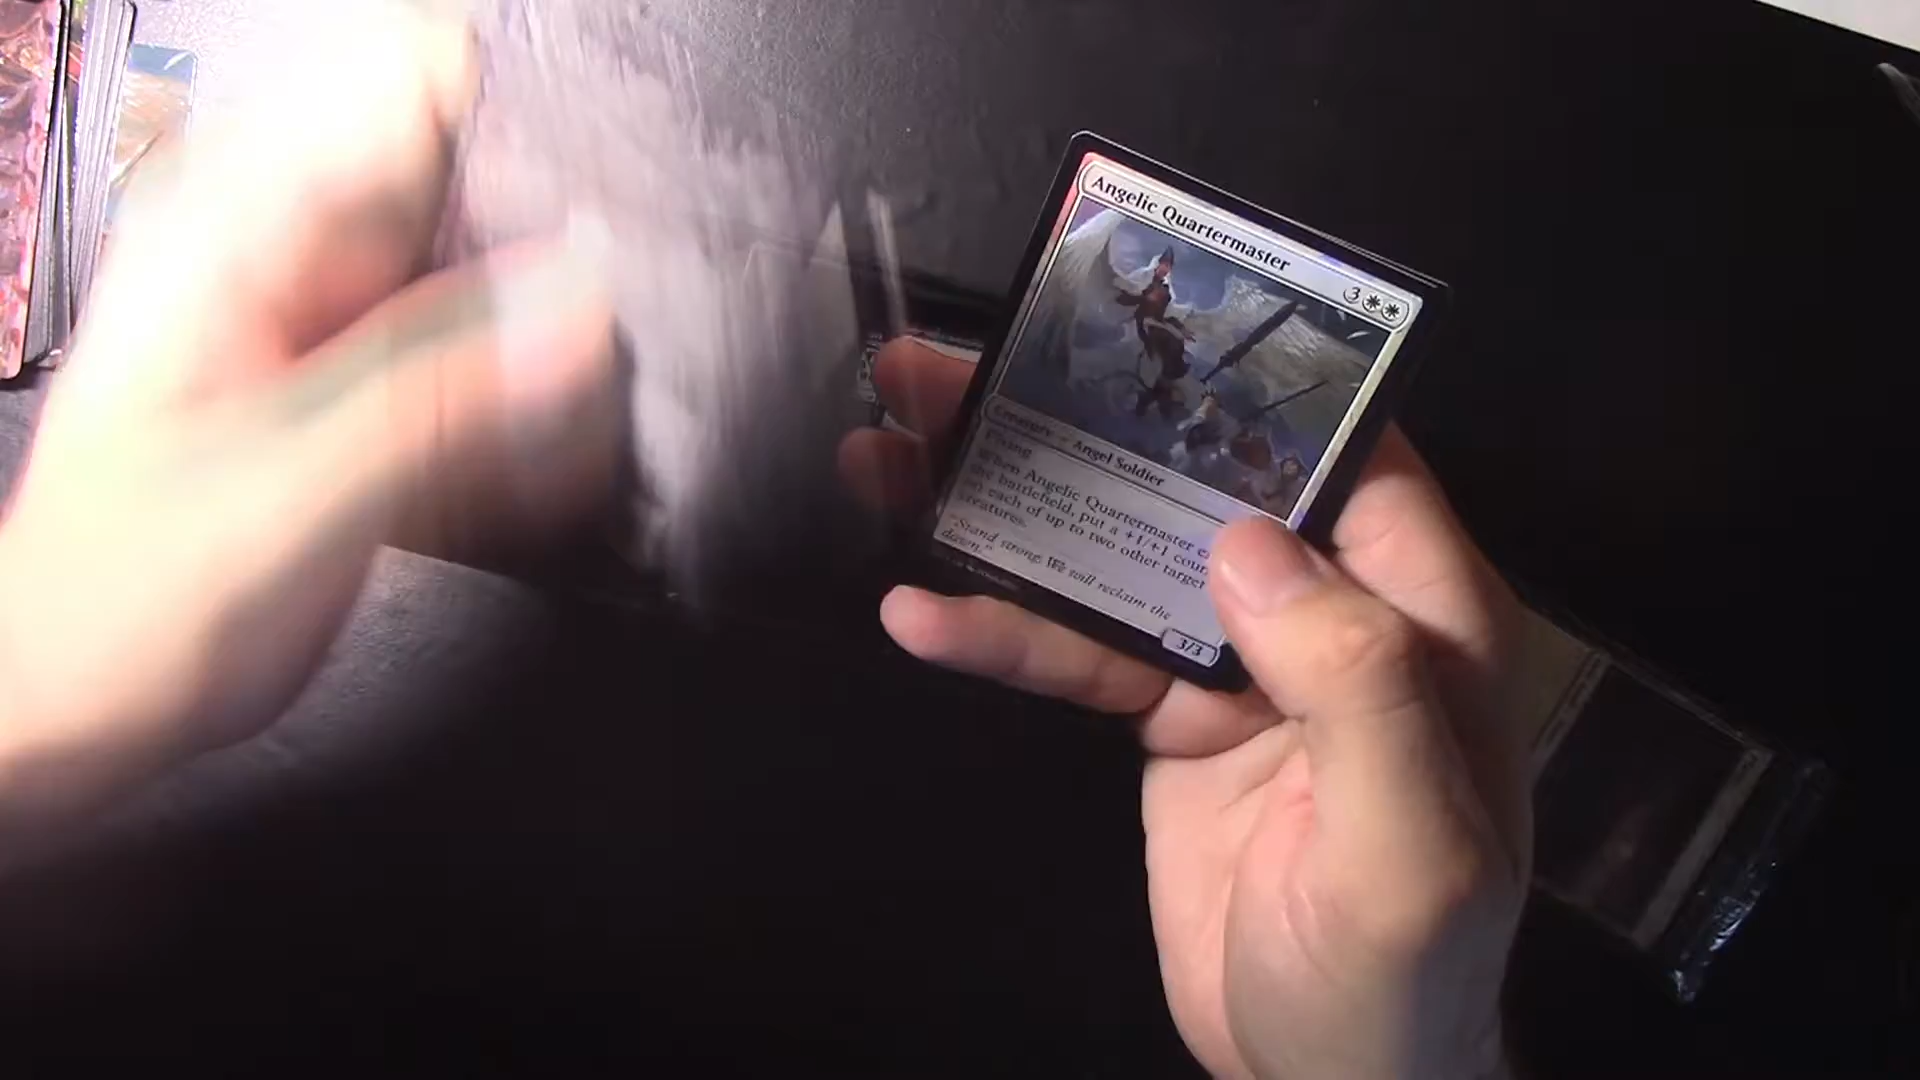 Angelic Quartermaster
3
Creature — Angel Soldier
Flying
When Angelic Quartermaster e
the battlefield, put a +1/+1 coun
on each of up to two other target
creatures.
"Stand strong. We will reclaim the
dawn."
3/3